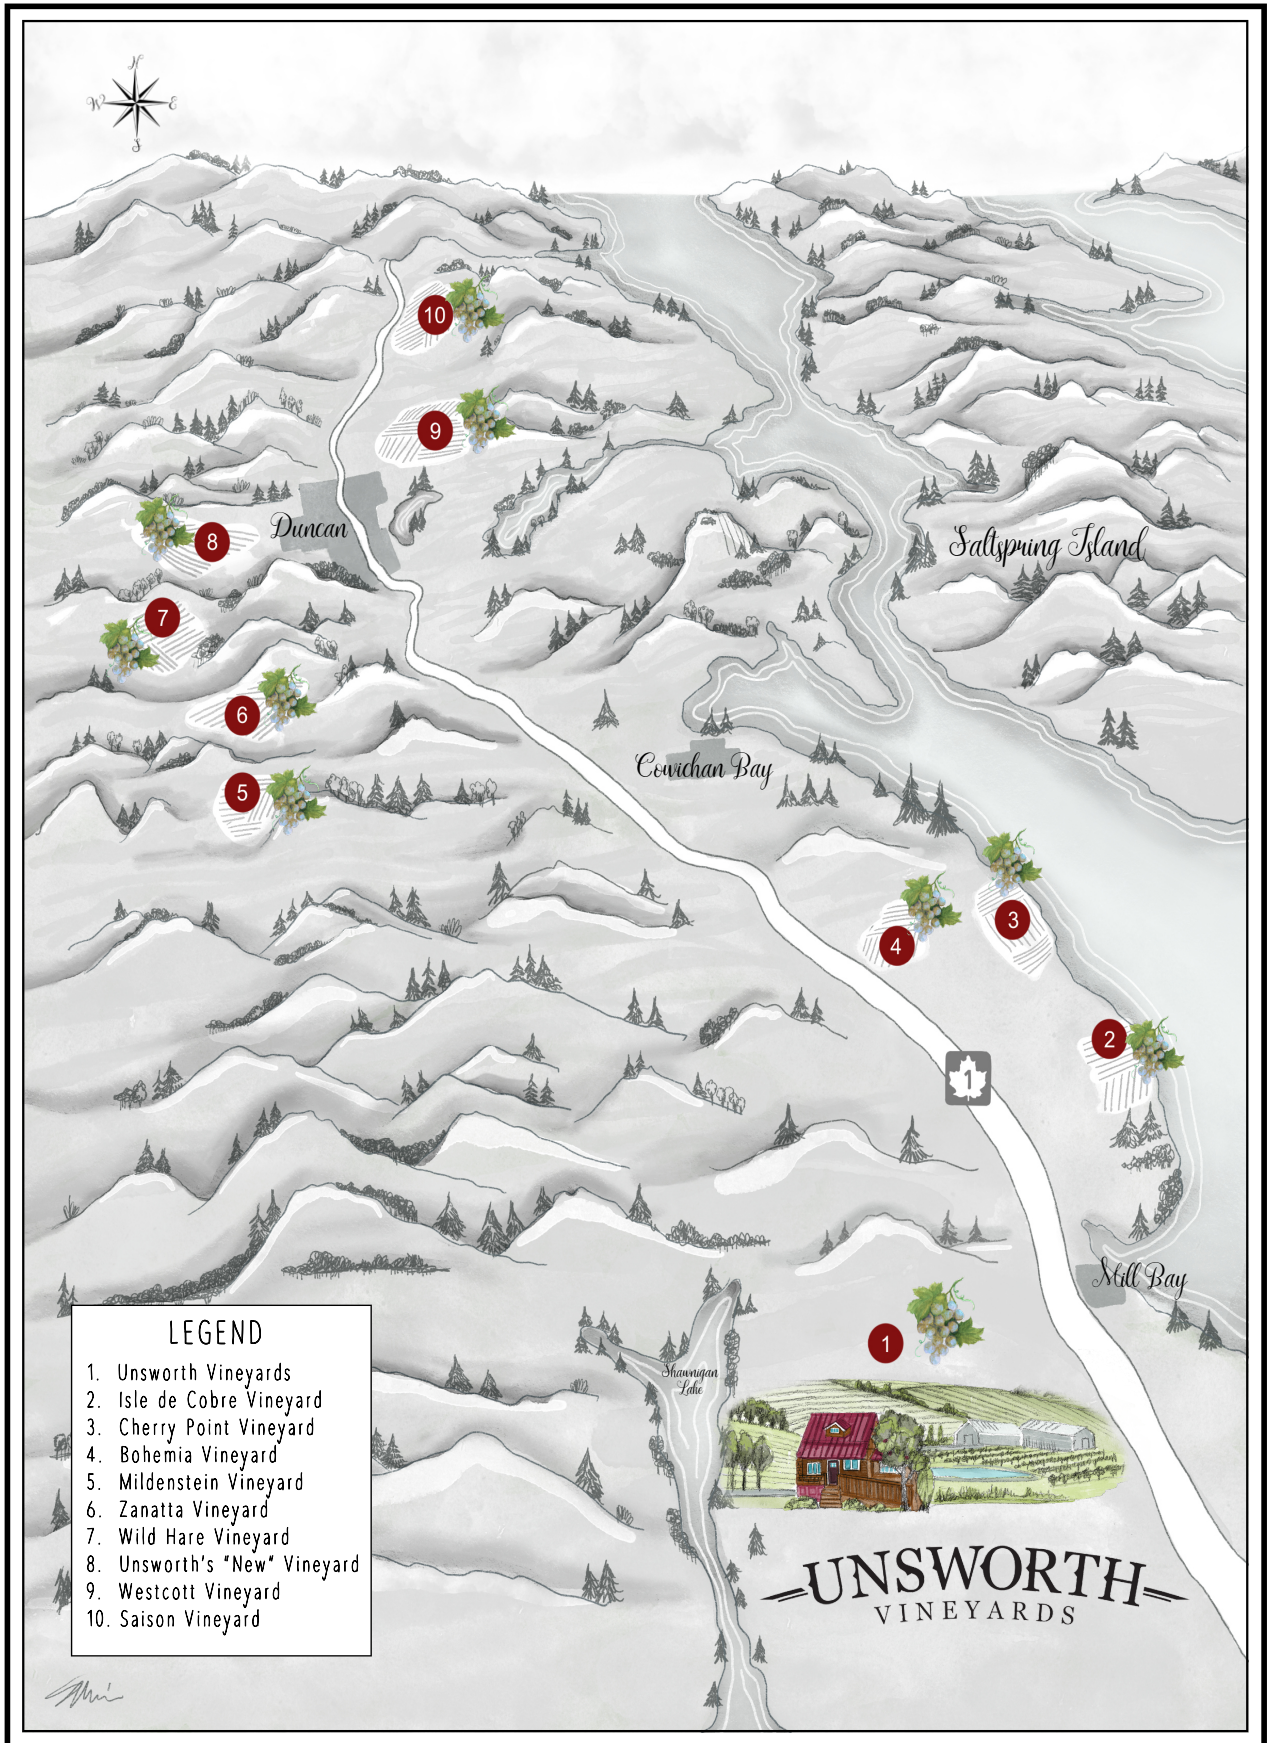 N
W E
S
10
9
Duncan
8
Saltspring Island
7
6
Cowichan Bay
5
3
4
2
1
Mill Bay
1
Shawnigan
Lake
LEGEND
1. Unsworth Vineyards
2. Isle de Cobre Vineyard
3. Cherry Point Vineyard
4. Bohemia Vineyard
5. Mildenstein Vineyard
6. Zanatta Vineyard
7. Wild Hare Vineyard
8. Unsworth's "New" Vineyard
9. Westcott Vineyard
10. Saison Vineyard
UNSWORTH
VINEYARDS